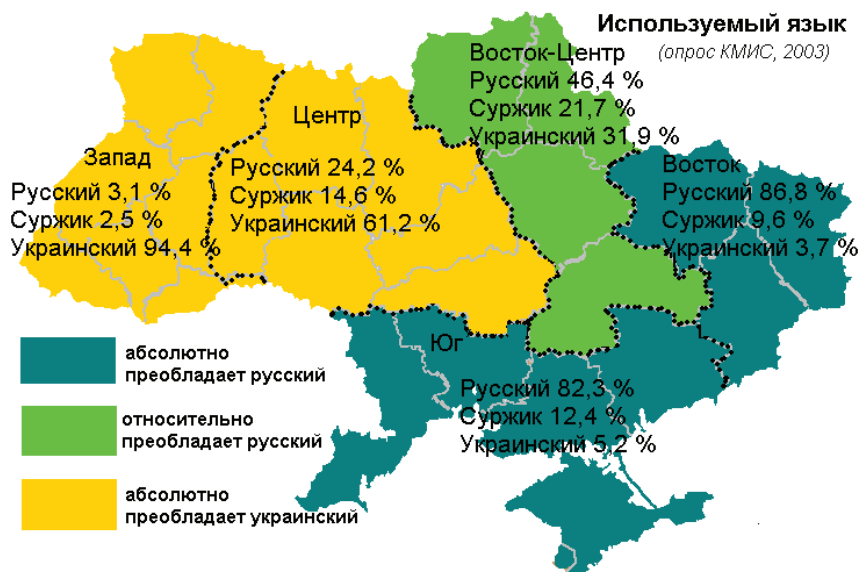 Используемый язык
(опрос КМИС, 2003)
Восток-Центр
Русский 46,4 %
Суржик 21,7 %
Украинский 31,9 %
Центр
Русский 24,2 %
Суржик 14,6 %
Украинский 61,2 %
Запад
Русский 3,1 %
Суржик 2,5 %
Украинский 94,4 %
Восток
Русский 86,8 %
Суржик 9,6 %
Украинский 3,7 %
Юг
Русский 82,3 %
Суржик 12,4 %
Украинский 5,2 %
абсолютно
преобладает русский
относительно
преобладает русский
абсолютно
преобладает украинский